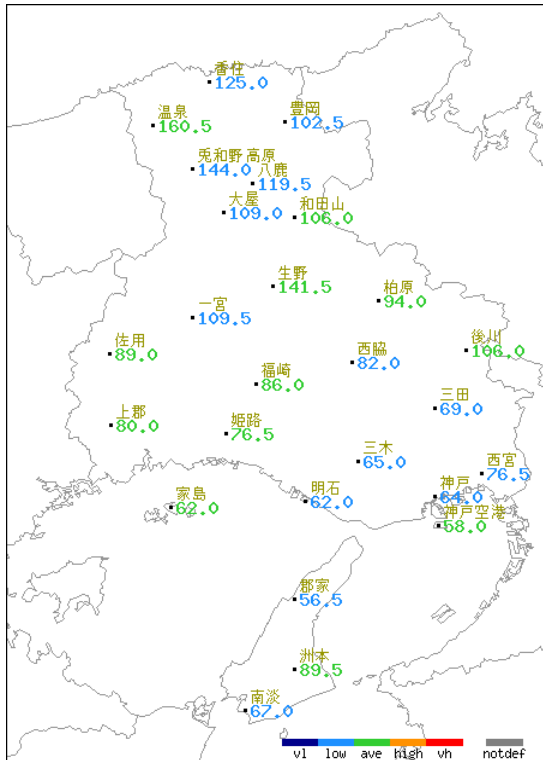 香住
125.0
温泉
160.5
豊岡
102.5
兎和野高原
144.0
八鹿
119.5
大屋
109.0
和田山
106.0
生野
141.5
柏原
94.0
一宮
109.5
佐用
89.0
西脇
82.0
後川
106.0
福崎
86.0
三田
69.0
上郡
80.0
姫路
76.5
三木
65.0
西宮
76.5
家島
62.0
明石
62.0
神戸
64.0
神戸空港
58.0
郡家
56.5
洲本
89.5
南淡
67.0
vl low ave high vh notdef